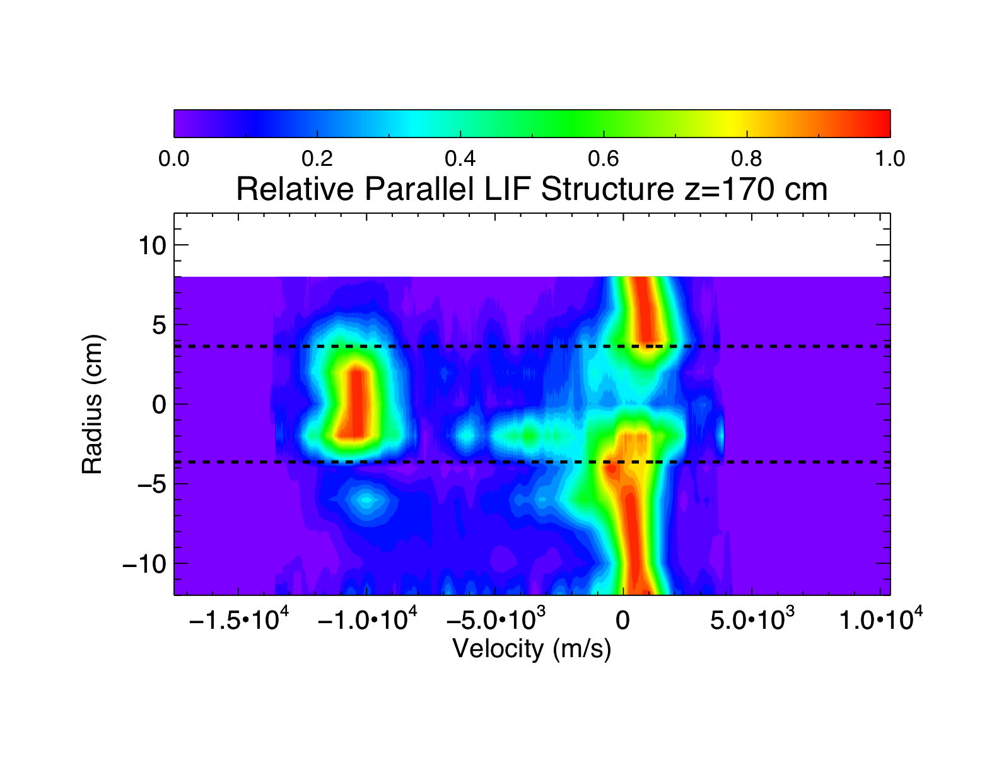 0.0 0.2 0.4 0.6 0.8 1.0
Relative Parallel LIF Structure z=170 cm
10
5
0
−5
−10
Radius (cm)
−1.5•10⁴ −1.0•10⁴ −5.0•10³ 0 5.0•10³ 1.0•10⁴
Velocity (m/s)